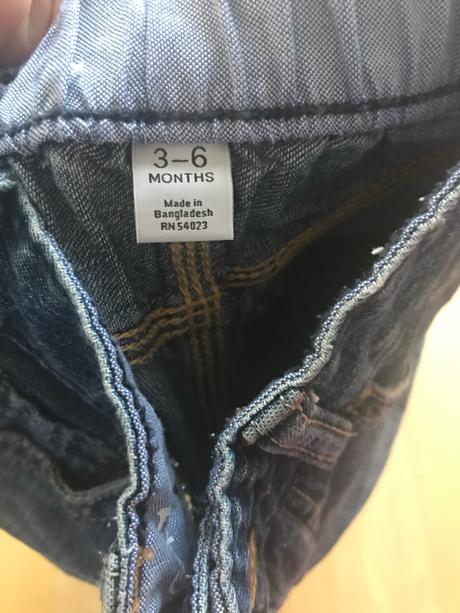 3-6
MONTHS
Made in
Bangladesh
RN 54023